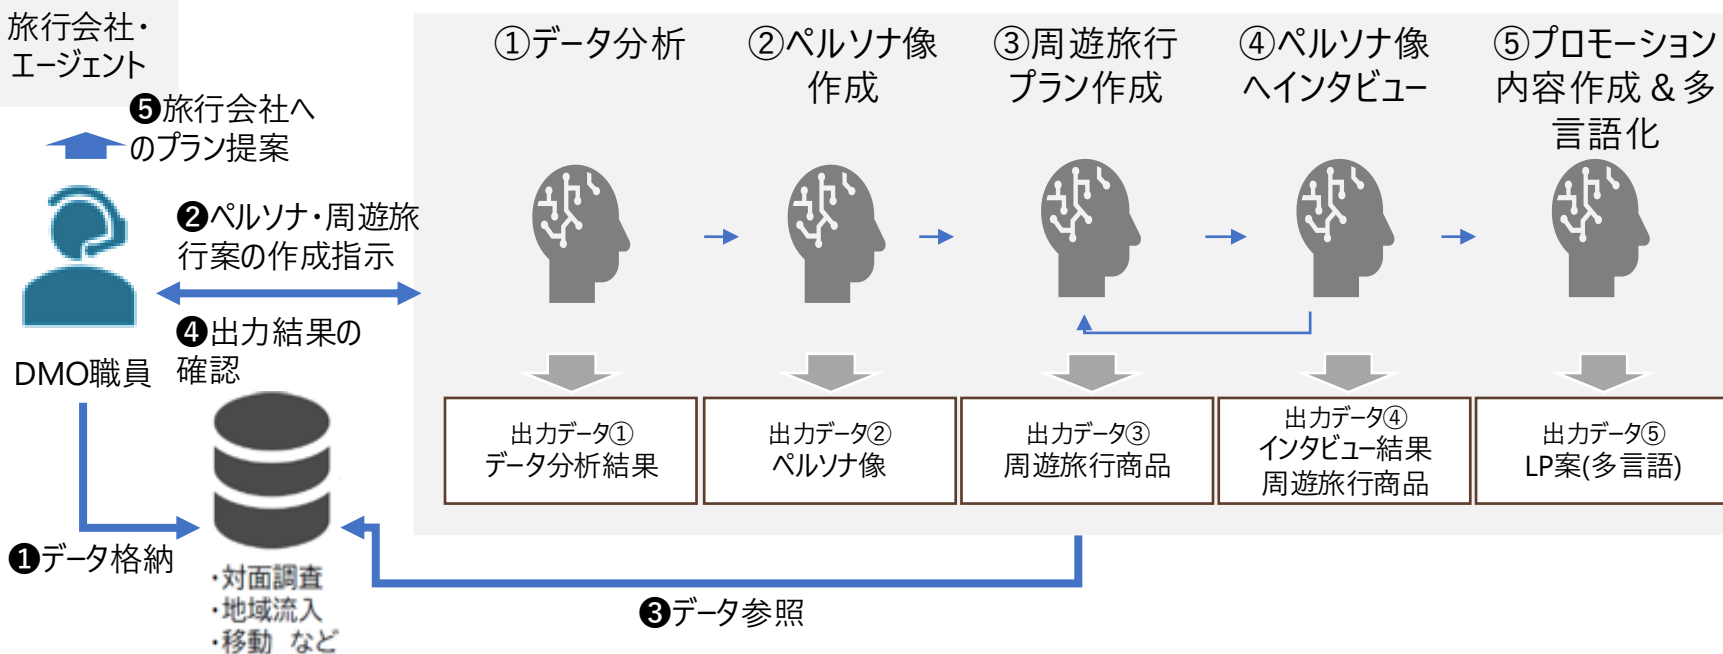 旅行会社・
エージェント
❺旅行会社へ
のプラン提案
❷ペルソナ・周遊旅
行案の作成指示
❹出力結果の
確認
DMO職員
❶データ格納
・対面調査
・地域流入
・移動 など
❸データ参照
①データ分析
②ペルソナ像
作成
③周遊旅行
プラン作成
④ペルソナ像
へインタビュー
⑤プロモーション
内容作成＆多
言語化
出力データ①
データ分析結果
出力データ②
ペルソナ像
出力データ③
周遊旅行商品
出力データ④
インタビュー結果
周遊旅行商品
出力データ⑤
LP案(多言語)